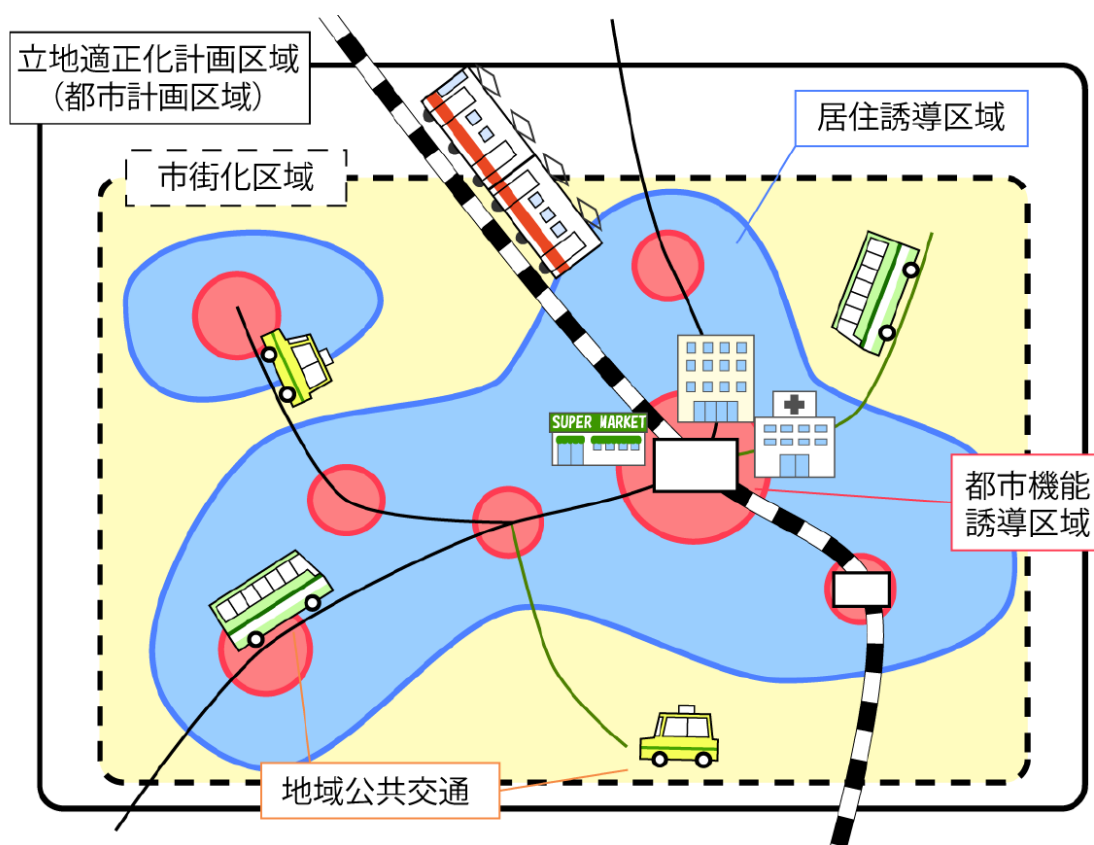 立地適正化計画区域
（都市計画区域）
居住誘導区域
市街化区域
SUPER MARKET
都市機能
誘導区域
地域公共交通